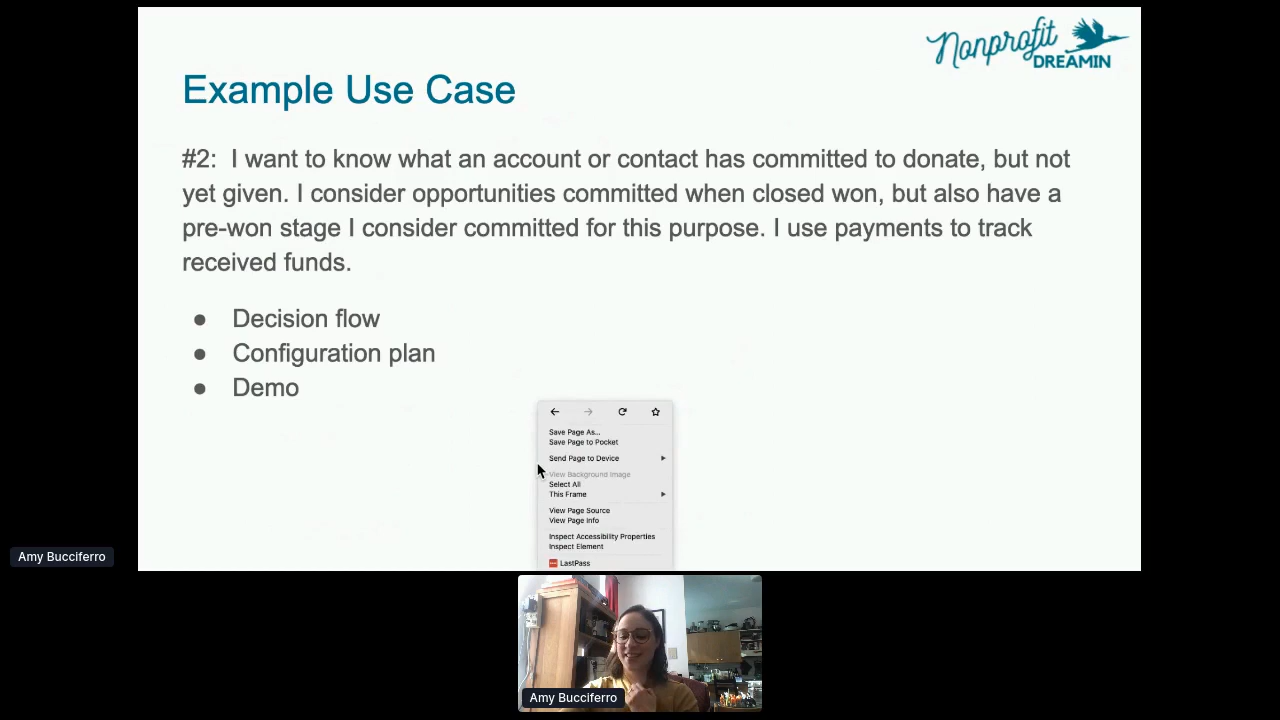 Nonprofit
DREAMIN
Example Use Case
#2:  I want to know what an account or contact has committed to donate, but not
yet given. I consider opportunities committed when closed won, but also have a
pre-won stage I consider committed for this purpose. I use payments to track
received funds.
● Decision flow
● Configuration plan
● Demo
Save Page As...
Save Page to Pocket
Send Page to Device
View Background Image
Select All
This Frame
View Page Source
View Page Info
Inspect Accessibility Properties
Inspect Element
LastPass
Amy Bucciferro
Amy Bucciferro